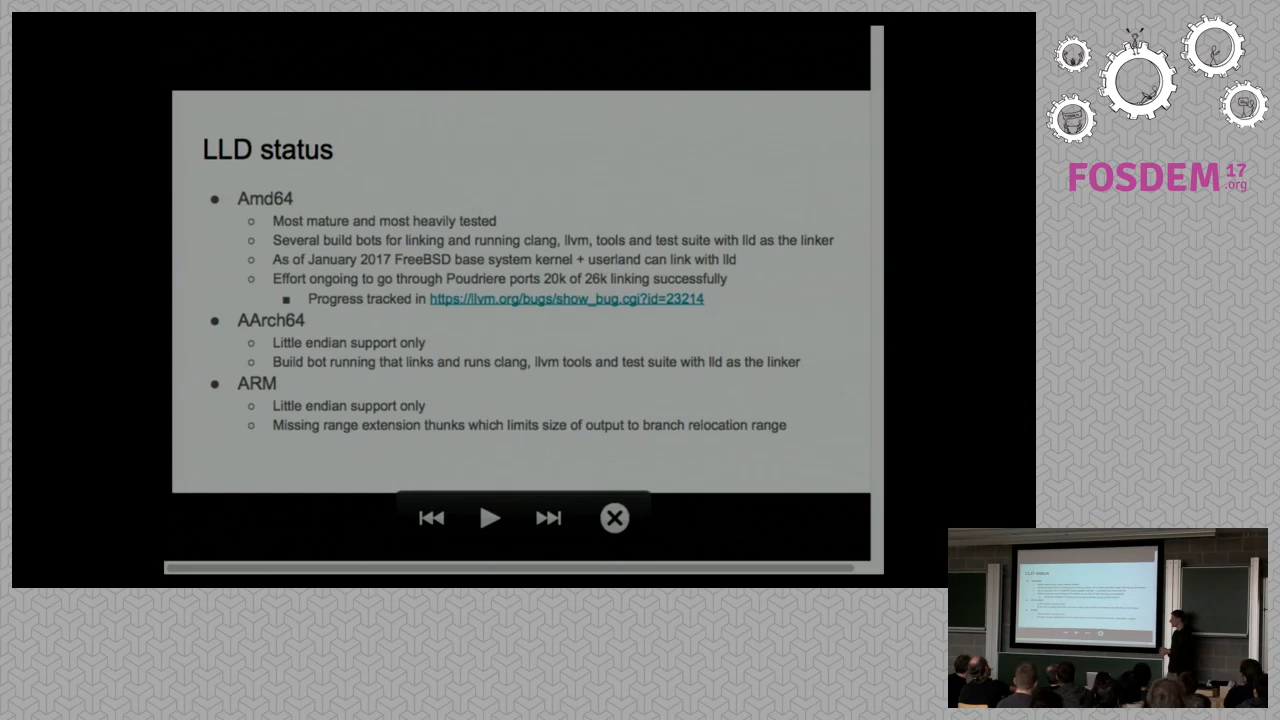 LLD status
● Amd64
○ Most mature and most heavily tested
○ Several build bots for linking and running clang, llvm, tools and test suite with lld as the linker
○ As of January 2017 FreeBSD base system kernel + userland can link with lld
○ Effort ongoing to go through Poudriere ports 20k of 26k linking successfully
■ Progress tracked in https://llvm.org/bugs/show_bug.cgi?id=23214
● AArch64
○ Little endian support only
○ Build bot running that links and runs clang, llvm tools and test suite with lld as the linker
● ARM
○ Little endian support only
○ Missing range extension thunks which limits size of output to branch relocation range
FOSDEM 17
.org
LLD status